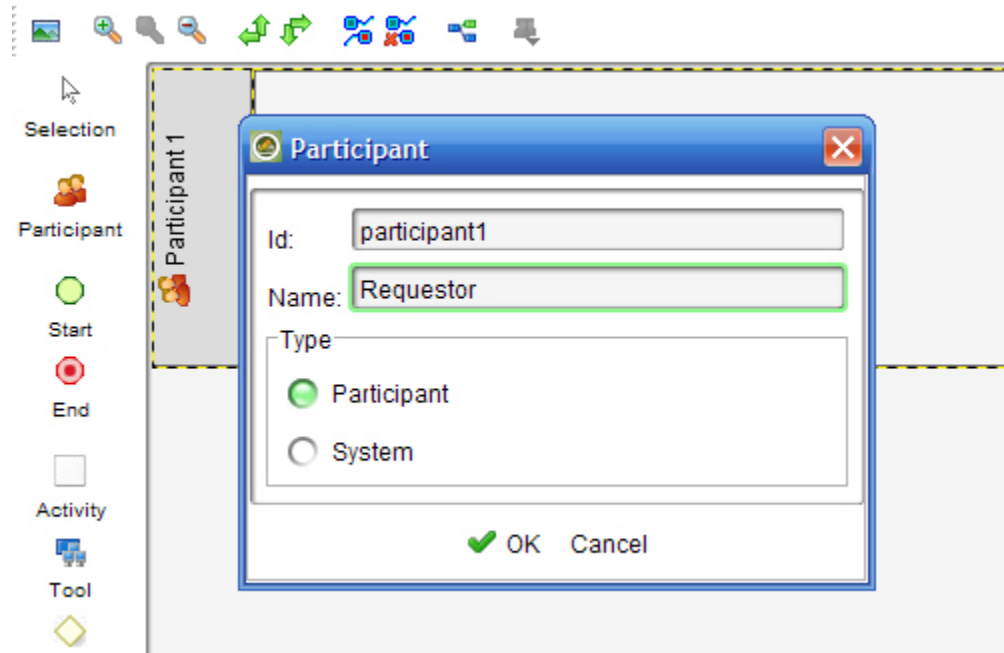 Selection
Participant
Start
End
Activity
Tool
Participant 1
Participant
Id: participant1
Name: Requestor
Type
Participant
System
OK Cancel